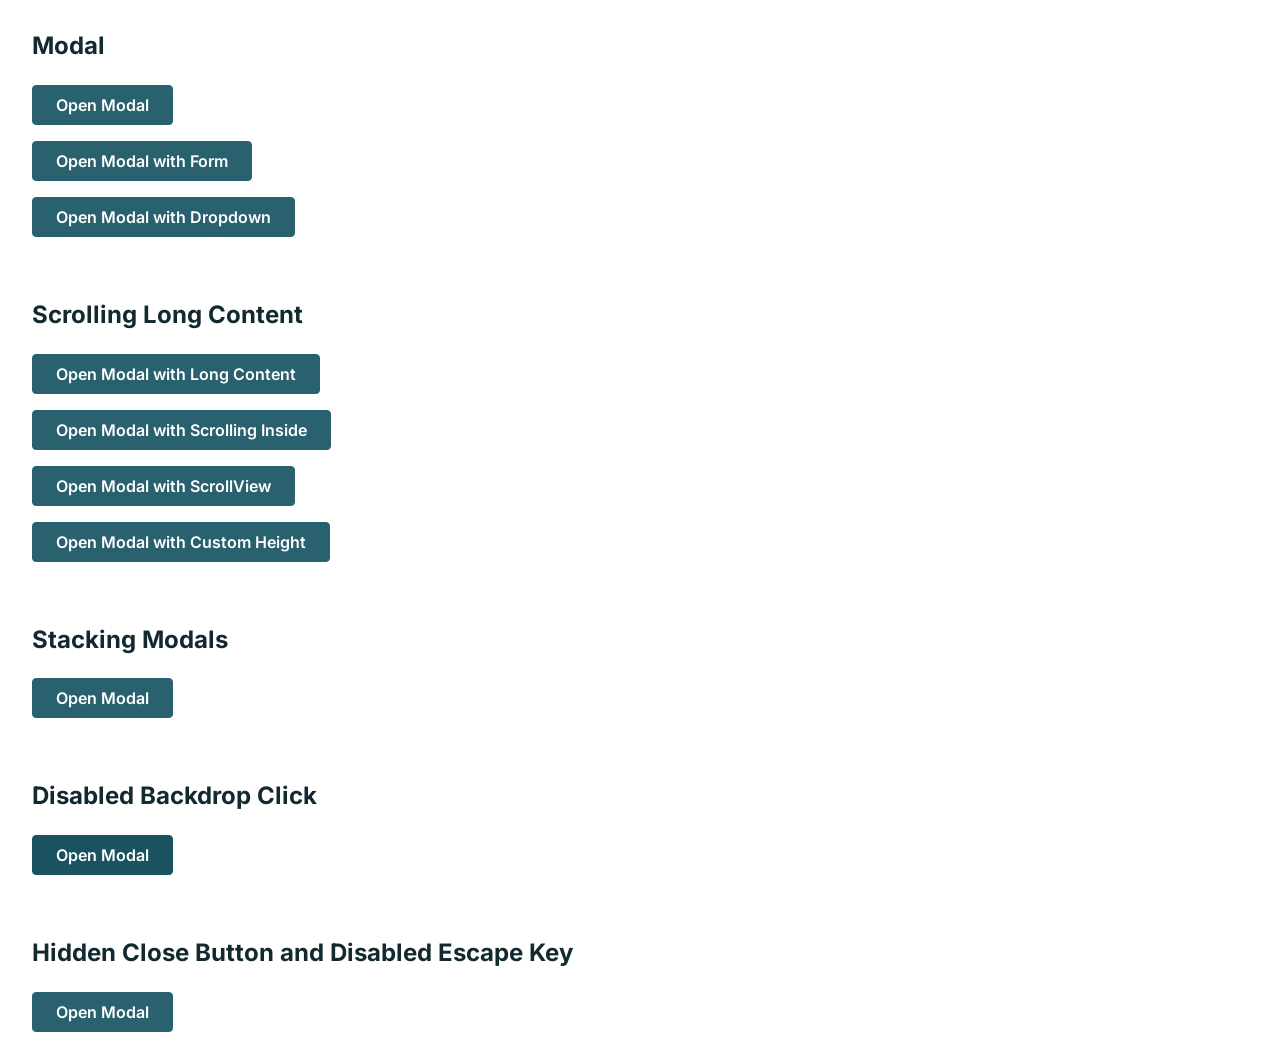 Modal
Open Modal
Open Modal with Form
Open Modal with Dropdown
Scrolling Long Content
Open Modal with Long Content
Open Modal with Scrolling Inside
Open Modal with ScrollView
Open Modal with Custom Height
Stacking Modals
Open Modal
Disabled Backdrop Click
Open Modal
Hidden Close Button and Disabled Escape Key
Open Modal